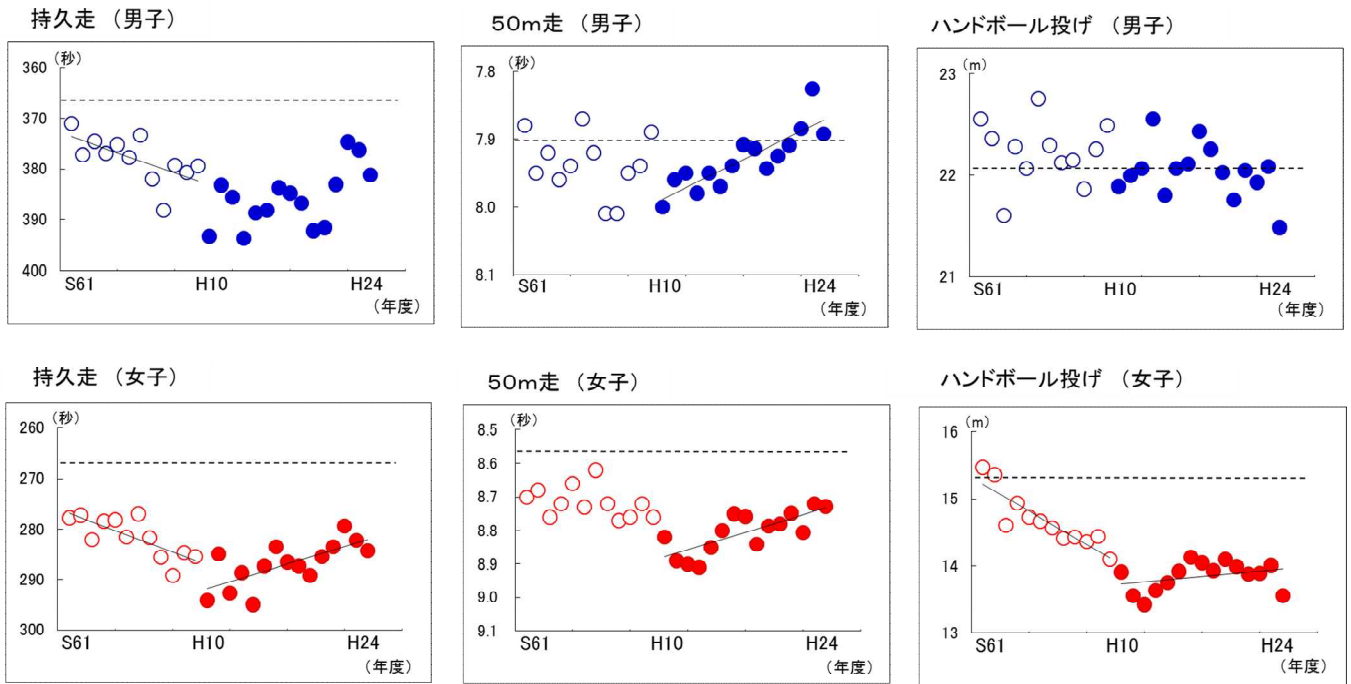 持久走 (男子)
(秒)
360
370
380
390
400
S61 H10 H24
(年度)
50m走 (男子)
(秒)
7.8
7.9
8.0
8.1
S61 H10 H24
(年度)
ハンドボール投げ (男子)
(m)
23
22
21
S61 H10 H24
(年度)
持久走 (女子)
(秒)
260
270
280
290
300
S61 H10 H24
(年度)
50m走 (女子)
(秒)
8.5
8.6
8.7
8.8
8.9
9.0
9.1
S61 H10 H24
(年度)
ハンドボール投げ (女子)
(m)
16
15
14
13
S61 H10 H24
(年度)